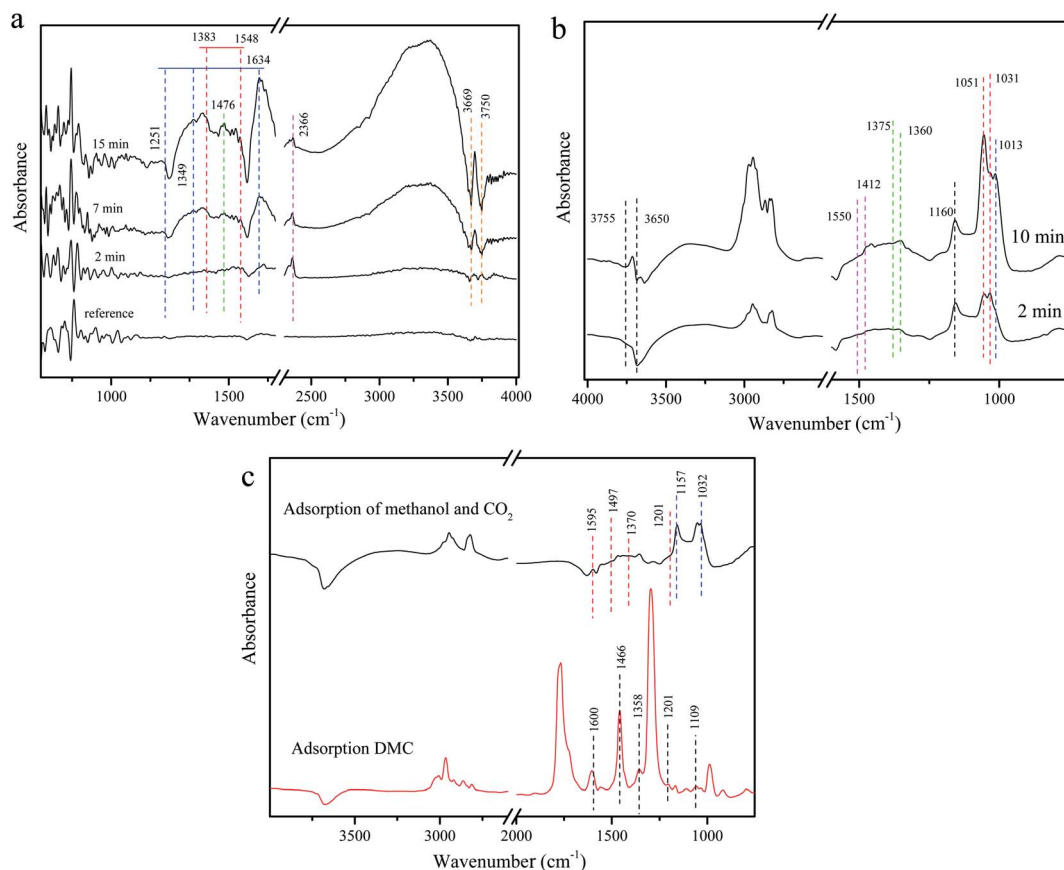 a
1383
1548
1634
1476
2366
3669
3750
1251
1349
15 min
7 min
2 min
reference
Absorbance
1000
1500
2500
3000
3500
4000
Wavenumber (cm⁻¹)
b
1051
1031
1375
1360
1013
1412
1550
1160
3755
3650
10 min
2 min
Absorbance
4000
3500
3000
1500
1000
Wavenumber (cm⁻¹)
c
Adsorption of methanol and CO₂
1595
1497
1370
1201
1157
1032
Adsorption DMC
1600
1466
1358
1201
1109
Absorbance
3500
3000
2000
2000
1500
1000
Wavenumber (cm⁻¹)